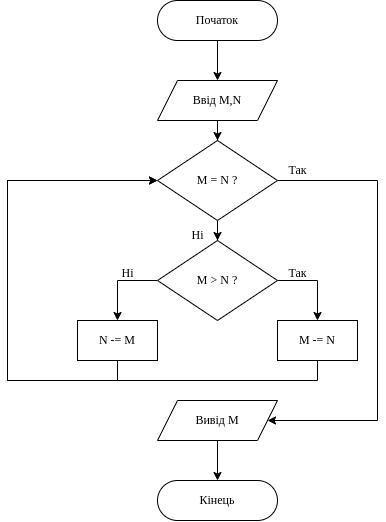 Початок
Ввід M,N
M = N ?
Так
Ні
M > N ?
Ні
Так
N -= M
M -= N
Вивід M
Кінець